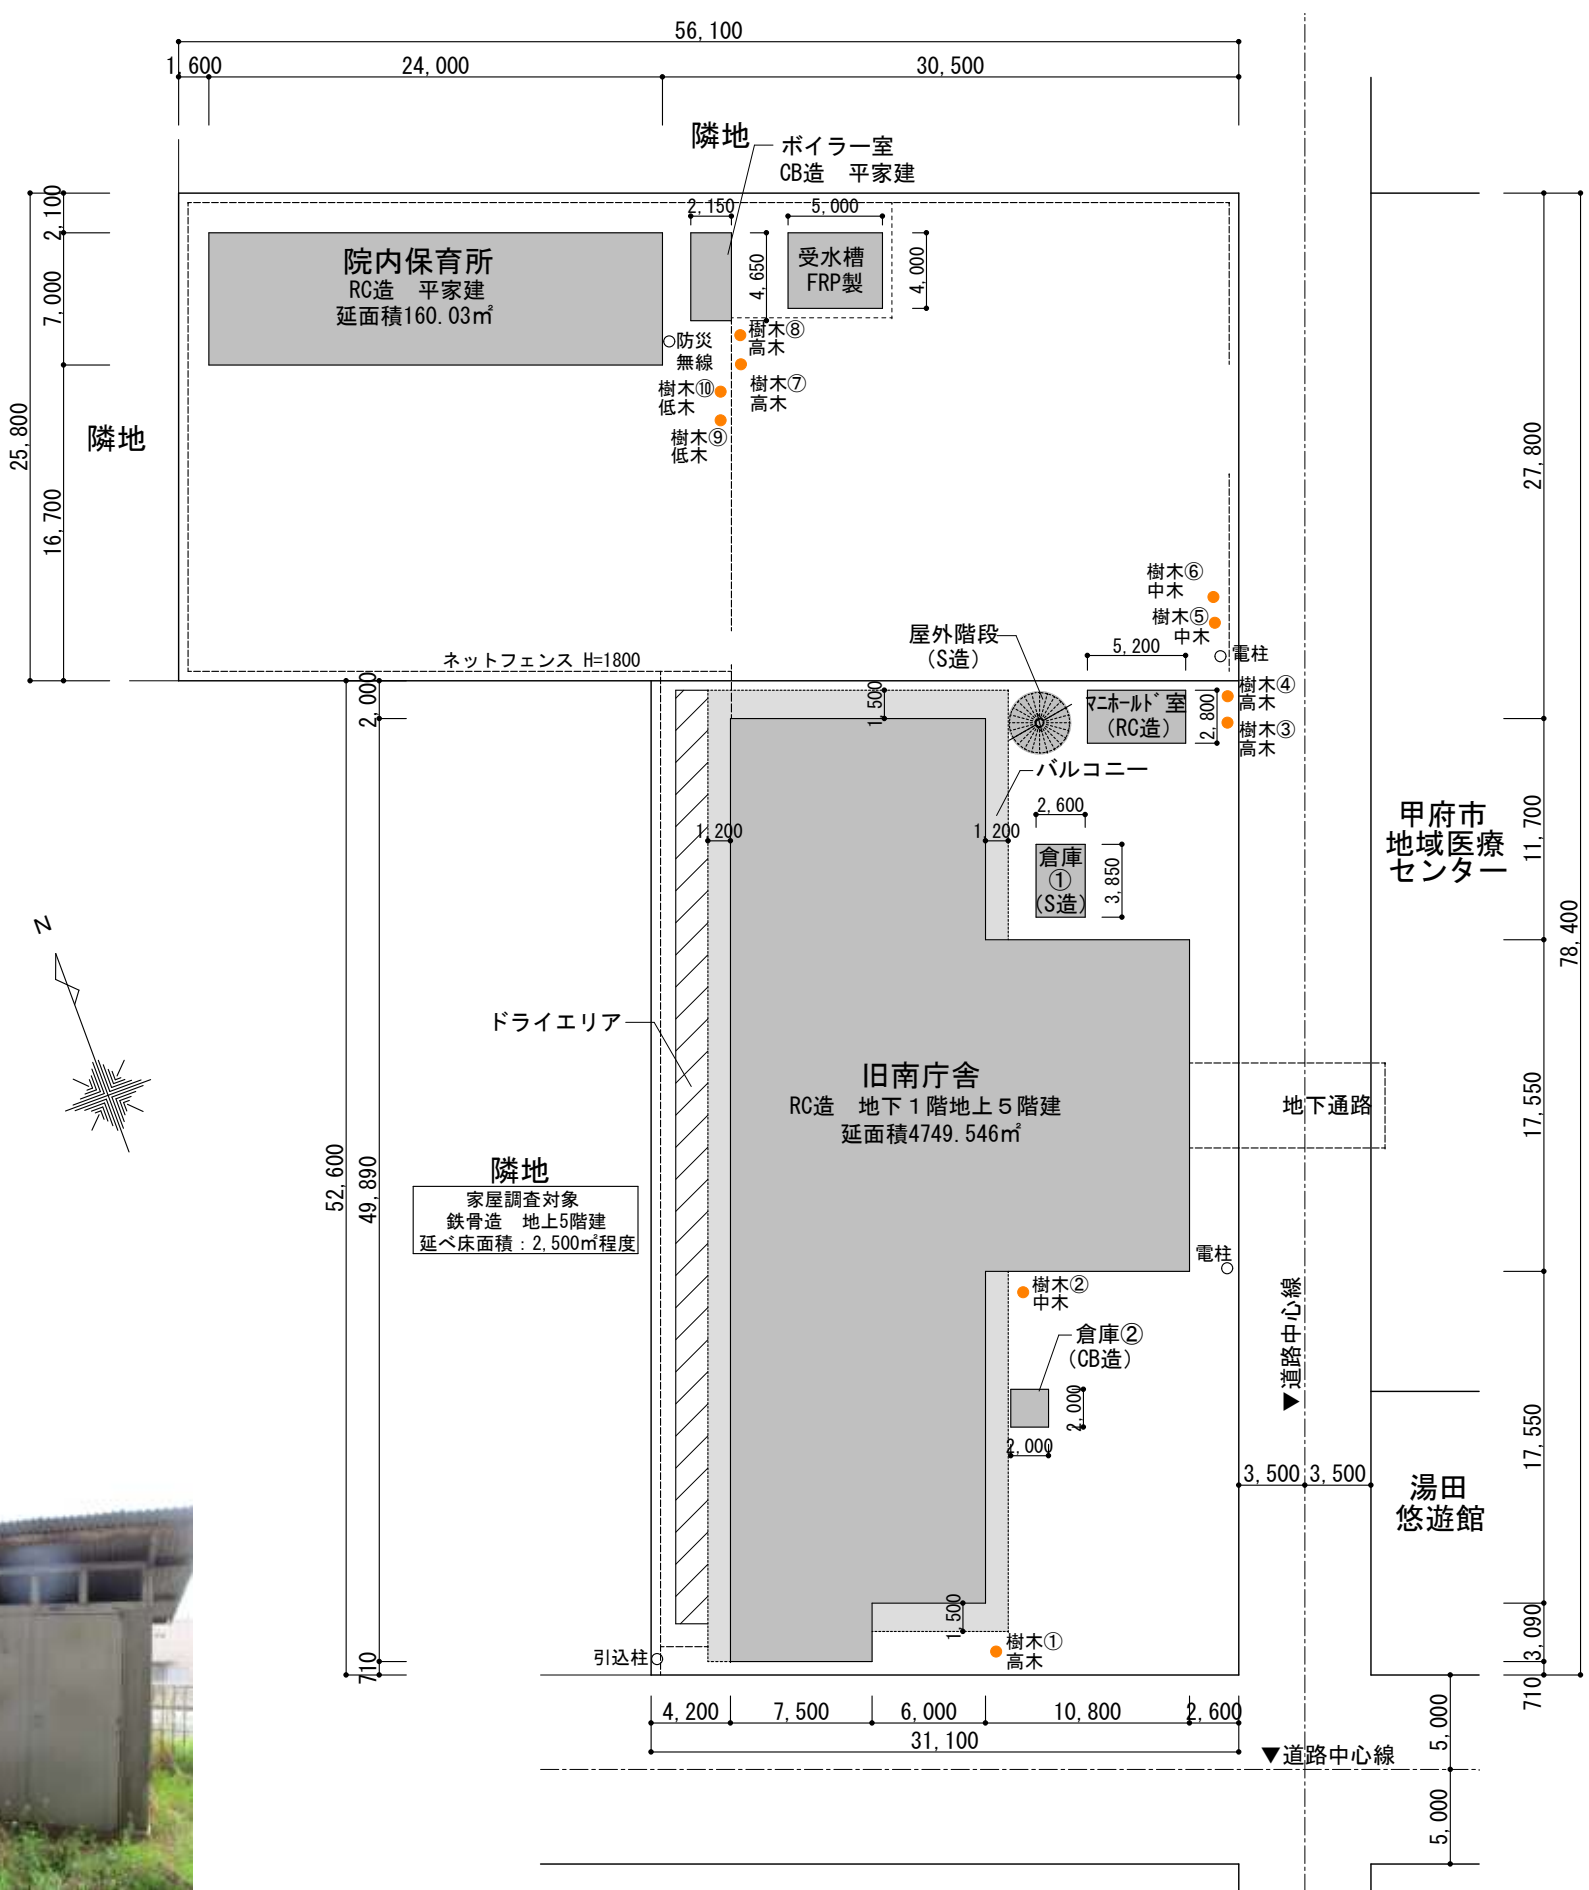 56,100
1,600
24,000
30,500
隣地
ボイラー室
CB造 平家建
2,150
5,000
4,650
4,000
院内保育所
RC造 平家建
延面積160.03㎡
受水槽
FRP製
2,100
7,000
16,700
25,800
隣地
防災
無線
樹木⑧
高木
樹木⑦
高木
樹木⑩
低木
樹木⑨
低木
樹木⑥
中木
樹木⑤
中木
電柱
屋外階段
(S造)
5,200
ネットフェンス H=1800
マニホールド室
(RC造)
2,800
樹木④
高木
樹木③
高木
2,000
1,500
バルコニー
1,200
1,200
2,600
倉庫
①
(S造)
3,850
甲府市
地域医療
センター
27,800
11,700
17,550
17,550
3,090
710
78,400
N
ドライエリア
旧南庁舎
RC造 地下1階地上5階建
延面積4749.546㎡
地下通路
隣地
家屋調査対象
鉄骨造 地上5階建
延べ床面積：2,500㎡程度
52,600
49,890
710
電柱
樹木②
中木
倉庫②
(CB造)
2,000
2,000
▼道路中心線
3,500
3,500
湯田
悠遊館
1,500
樹木①
高木
引込柱
4,200
7,500
6,000
10,800
2,600
31,100
▼道路中心線
5,000
5,000